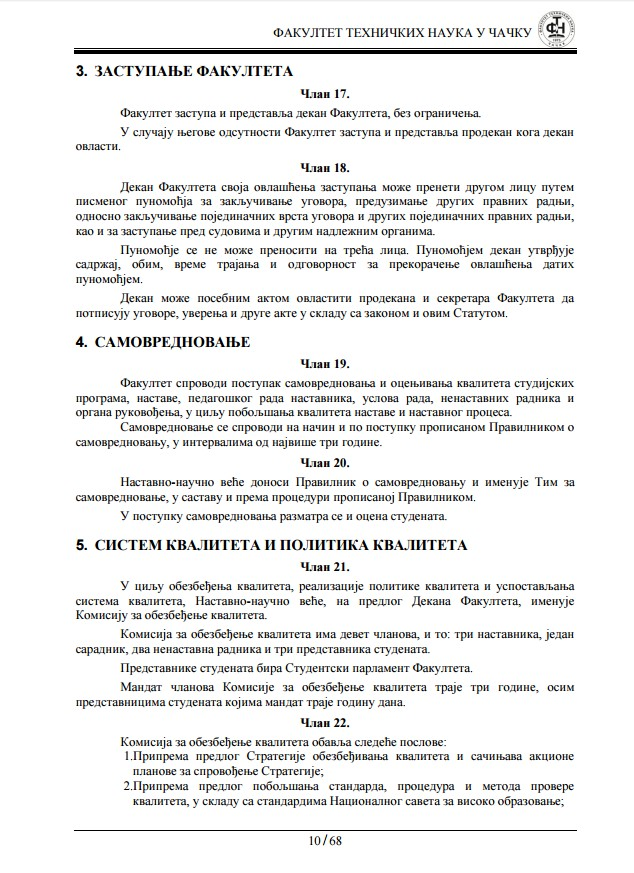 ФАКУЛТЕТ ТЕХНИЧКИХ НАУКА У ЧАЧКУ
3. ЗАСТУПАЊЕ ФАКУЛТЕТА
Члан 17.
Факултет заступа и представља декан Факултета, без ограничења.
У случају његове одсутности Факултет заступа и представља продекан кога декан
овласти.
Члан 18.
Декан Факултета своја овлашћења заступања може пренети другом лицу путем
писменог пуномоћја за закључивање уговора, предузимање других правних радњи,
односно закључивање појединачних врста уговора и других појединачних правних радњи,
као и за заступање пред судовима и другим надлежним органима.
Пуномоћје се не може преносити на трећа лица. Пуномоћјем декан утврђује
садржај, обим, време трајања и одговорност за прекорачење овлашћења датих
пуномоћјем.
Декан може посебним актом овластити продекана и секретара Факултета да
потписују уговоре, уверења и друге акте у складу са законом и овим Статутом.
4. САМОВРЕДНОВАЊЕ
Члан 19.
Факултет спроводи поступак самовредновања и оцењивања квалитета студијских
програма, наставе, педагошког рада наставника, услова рада, ненаставних радника и
органа руковођења, у циљу побољшања квалитета наставе и наставног процеса.
Самовредновање се спроводи на начин и по поступку прописаном Правилником о
самовредновању, у интервалима од највише три године.
Члан 20.
Наставно-научно веће доноси Правилник о самовредновању и именује Тим за
самовредновање, у саставу и према процедури прописаној Правилником.
У поступку самовредновања разматра се и оцена студената.
5. СИСТЕМ КВАЛИТЕТА И ПОЛИТИКА КВАЛИТЕТА
Члан 21.
У циљу обезбеђења квалитета, реализације политике квалитета и успостављања
система квалитета, Наставно-научно веће, на предлог Декана Факултета, именује
Комисију за обезбеђење квалитета.
Комисија за обезбеђење квалитета има девет чланова, и то: три наставника, један
сарадник, два ненаставна радника и три представника студената.
Представнике студената бира Студентски парламент Факултета.
Мандат чланова Комисије за обезбеђење квалитета траје три године, осим
представницима студената којима мандат траје годину дана.
Члан 22.
Комисија за обезбеђење квалитета обавља следеће послове:
1.Припрема предлог Стратегије обезбеђивања квалитета и сачињава акционе
планове за спровођење Стратегије;
2.Припрема предлог побољшања стандарда, процедура и метода провере
квалитета, у складу са стандардима Националног савета за високо образовање;
10/68